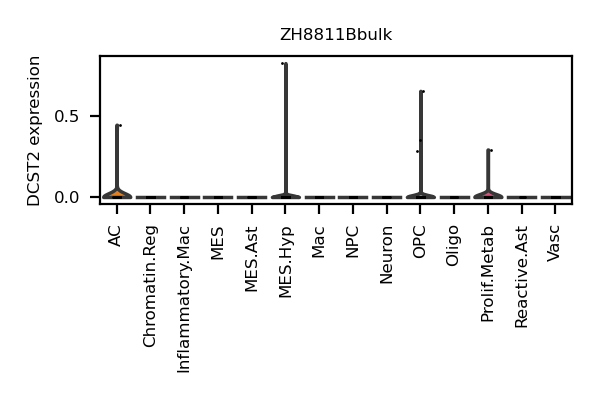 ZH8811Bbulk
DCST2 expression
0.5
0.0
AC
Chromatin.Reg
Inflammatory.Mac
MES
MES.Ast
MES.Hyp
Mac
NPC
Neuron
OPC
Oligo
Prolif.Metab
Reactive.Ast
Vasc